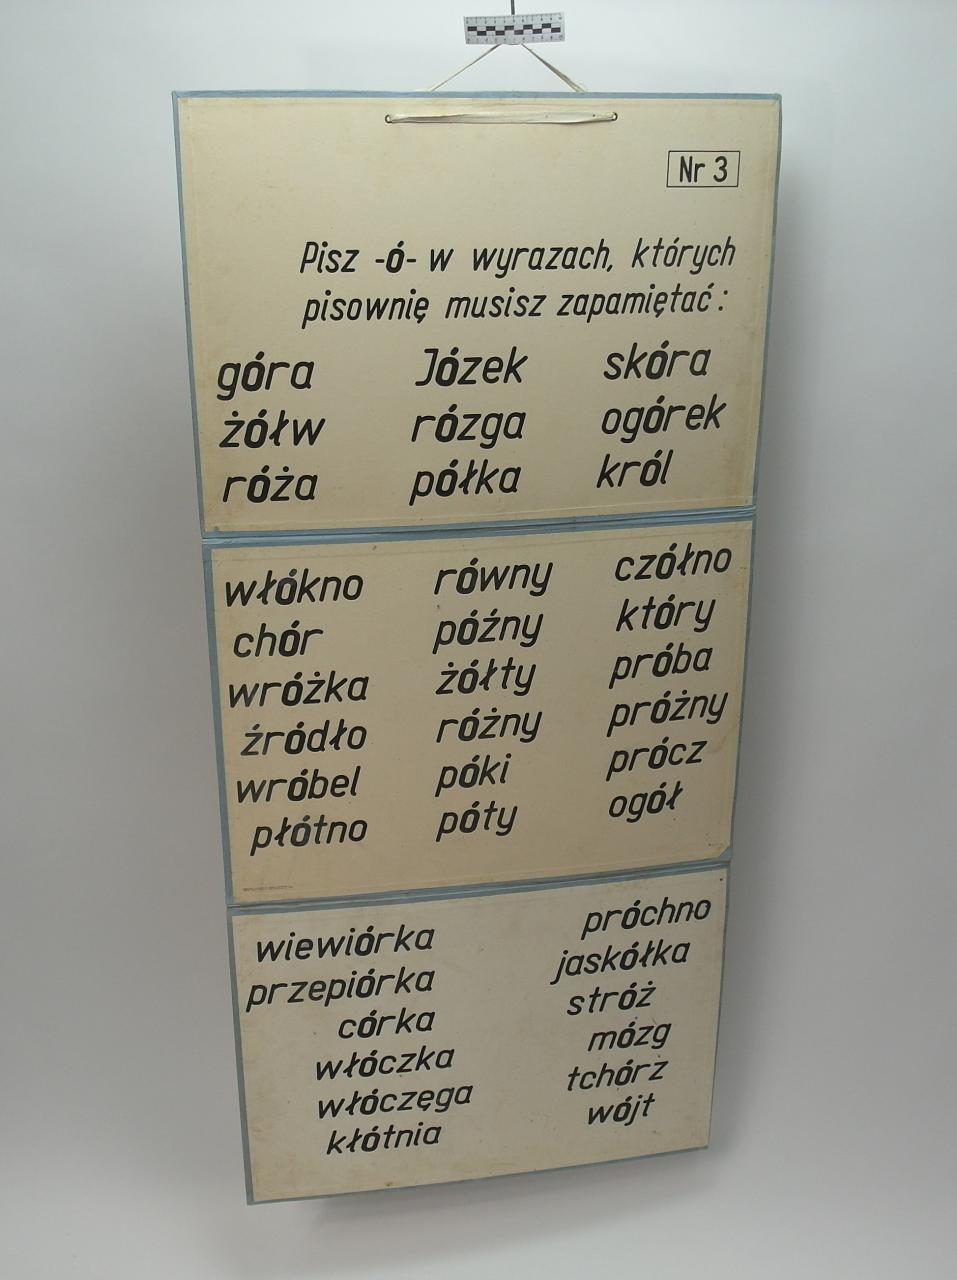 Nr 3
Pisz -ó- w wyrazach, których
pisownię musisz zapamiętać:
góra Józek skóra
żółw rózga ogórek
róża półka król
włókno równy czółno
chór późny który
wróżka żółty próba
źródło różny próżny
wróbel póki prócz
płótno póty ogół
wiewiórka próchno
przepiórka jaskółka
córka stróż
włóczka mózg
włóczęga tchórz
kłótnia wójt